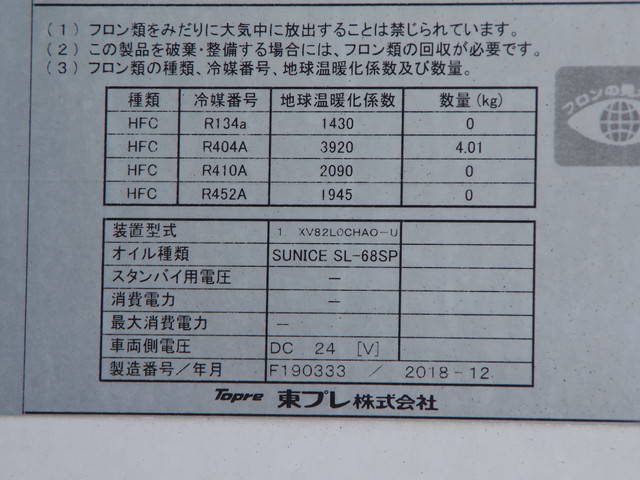 (1) フロン類をみだりに大気中に放出することは禁じられています。
(2) この製品を破棄・整備する場合には、フロン類の回収が必要です。
(3) フロン類の種類、冷媒番号、地球温暖化係数及び数量。
フロンの見
種類 冷媒番号 地球温暖化係数 数量(kg)
HFC R134a 1430 0
HFC R404A 3920 4.01
HFC R410A 2090 0
HFC R452A 1945 0
装置型式 1 XV82LOCHAO-U
オイル種類 SUNICE SL-68SP
スタンバイ用電圧 -
消費電力 -
最大消費電力 -
車両側電圧 DC 24 [V]
製造番号/年月 F190333 / 2018-12
Topre 東プレ株式会社